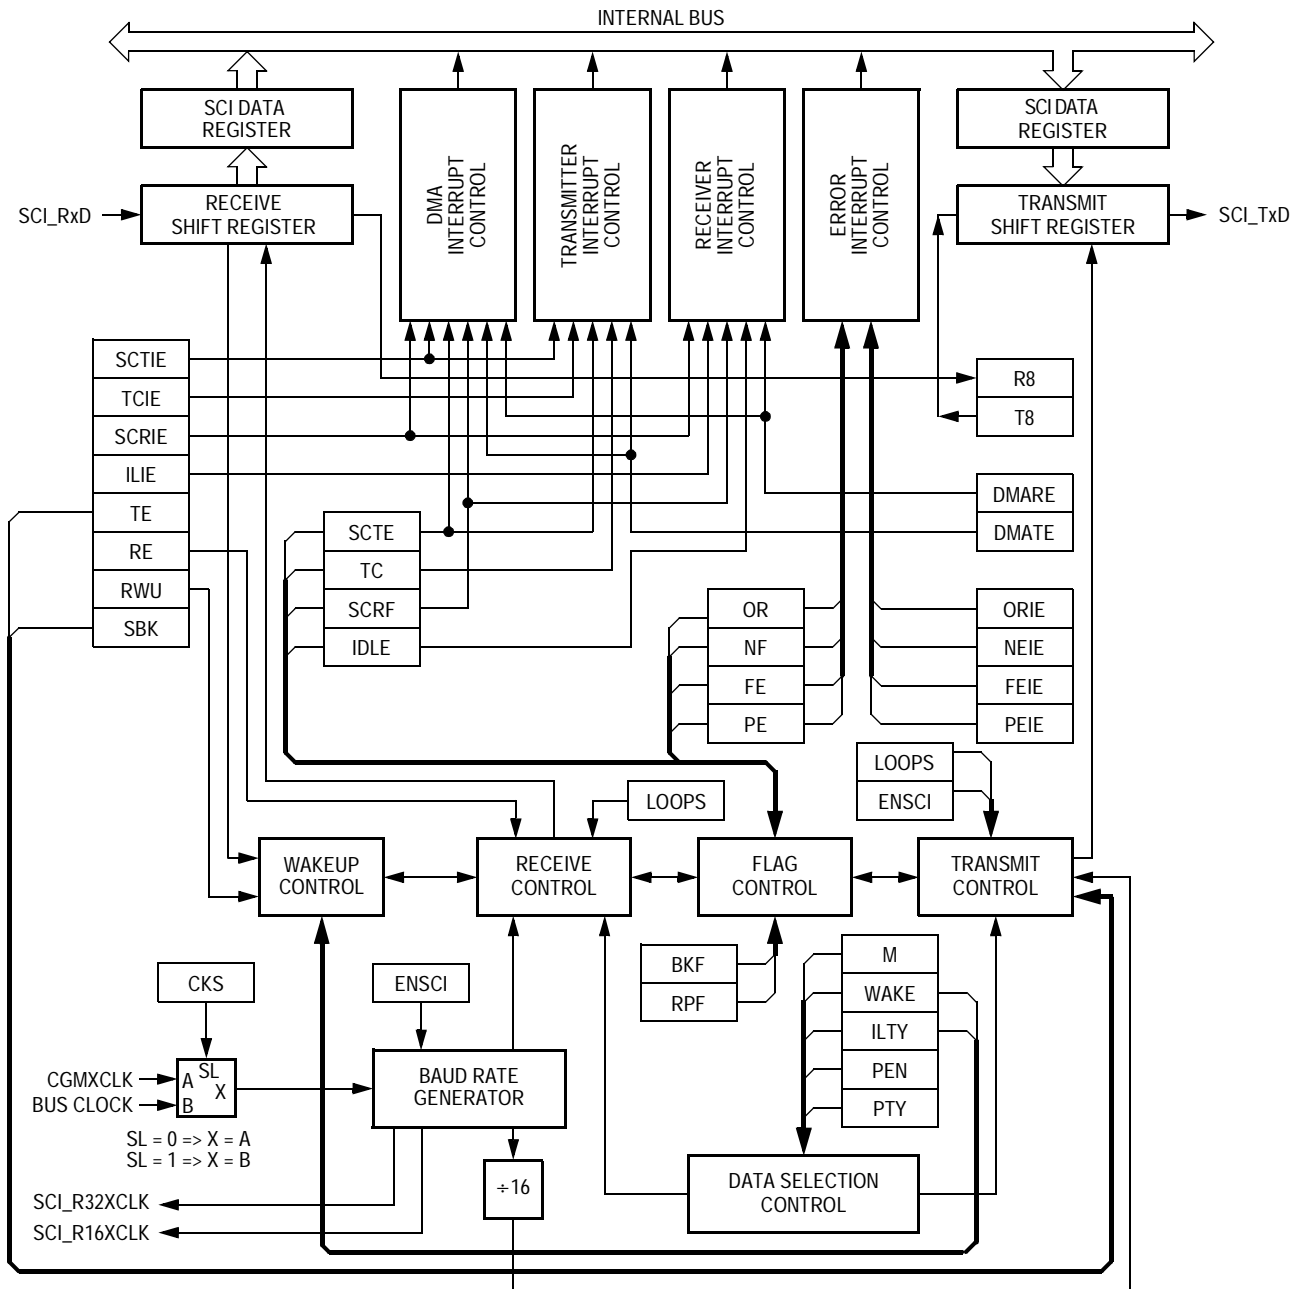 INTERNAL BUS
SCI DATA
REGISTER
SCI DATA
REGISTER
DMA
INTERRUPT
CONTROL
TRANSMITTER
INTERRUPT
CONTROL
RECEIVER
INTERRUPT
CONTROL
ERROR
INTERRUPT
CONTROL
SCI_RxD
RECEIVE
SHIFT REGISTER
TRANSMIT
SHIFT REGISTER
SCI_TxD
SCTIE
TCIE
SCRIE
ILIE
TE
RE
RWU
SBK
R8
T8
DMARE
DMATE
SCTE
TC
SCRF
IDLE
OR
NF
FE
PE
ORIE
NEIE
FEIE
PEIE
LOOPS
ENSCI
LOOPS
WAKEUP
CONTROL
RECEIVE
CONTROL
FLAG
CONTROL
TRANSMIT
CONTROL
BKF
RPF
M
WAKE
ILTY
PEN
PTY
CKS
ENSCI
CGMXCLK
BUS CLOCK
SL
A
X
B
SL = 0 => X = A
SL = 1 => X = B
BAUD RATE
GENERATOR
÷16
DATA SELECTION
CONTROL
SCI_R32XCLK
SCI_R16XCLK